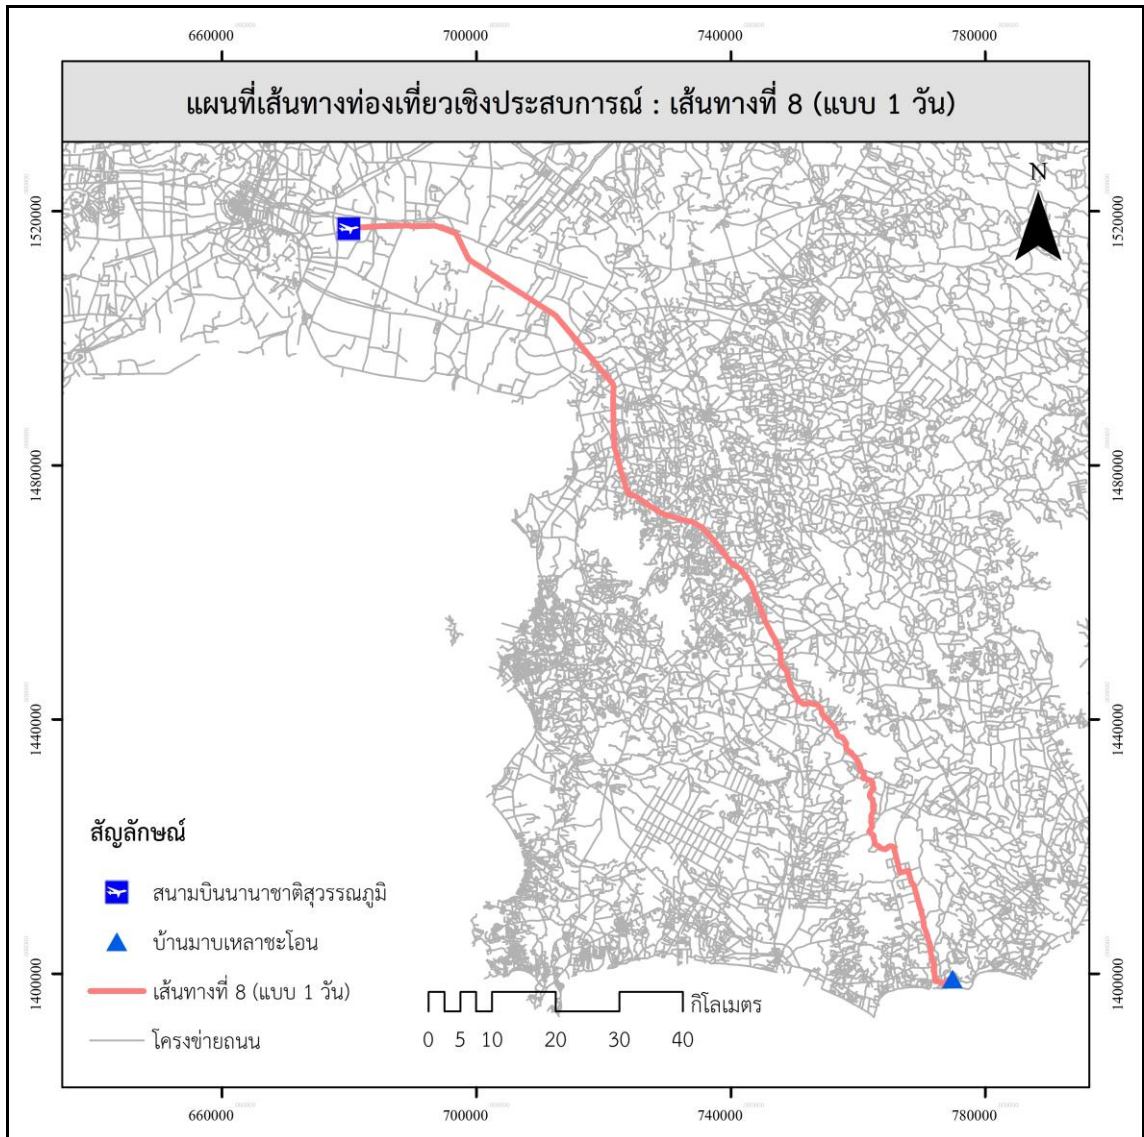 660000 700000 740000 780000
แผนที่เส้นทางท่องเที่ยวเชิงประสบการณ์ : เส้นทางที่ 8 (แบบ 1 วัน)
N
1520000 1520000
1480000 1480000
1440000 1440000
1400000 1400000
สัญลักษณ์
สนามบินนานาชาติสุวรรณภูมิ
บ้านมาบเหลาชะโอน
เส้นทางที่ 8 (แบบ 1 วัน)
โครงข่ายถนน
กิโลเมตร
0 5 10 20 30 40
660000 700000 740000 780000